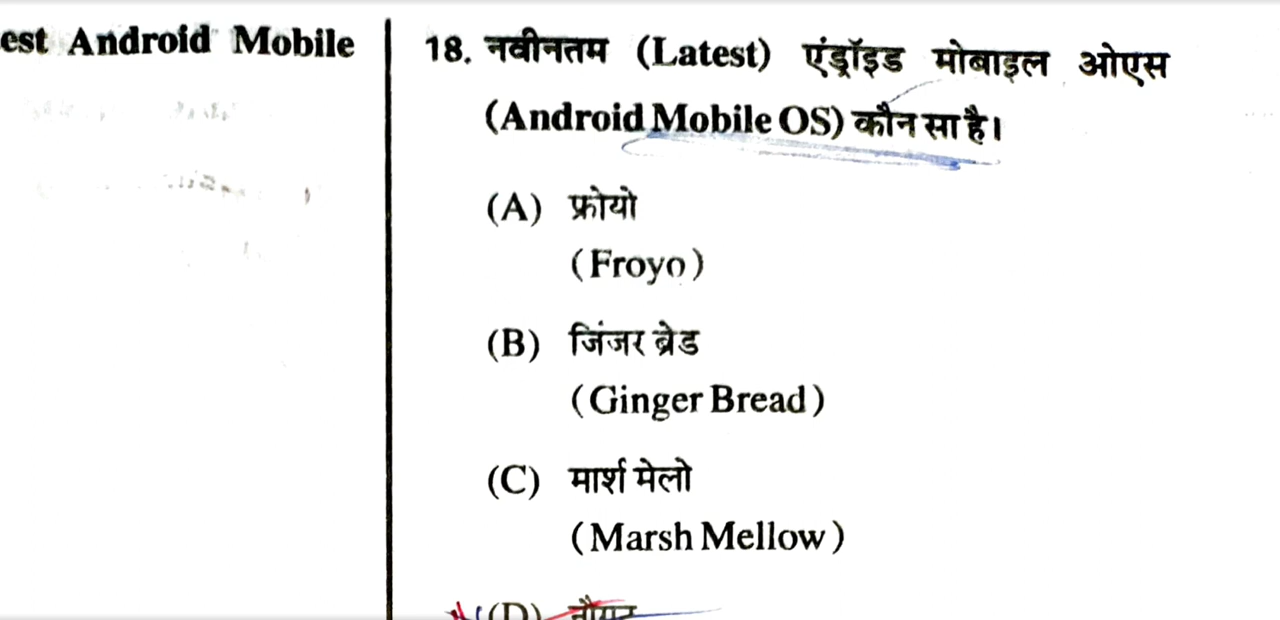 est Android Mobile
18. नवीनतम (Latest) एंड्रॉइड मोबाइल ओएस
(Android Mobile OS) कौन सा है।
(A) फ्रोयो
(Froyo)
(B) जिंजर ब्रेड
(Ginger Bread)
(C) मार्श मेलो
(Marsh Mellow)
(D)